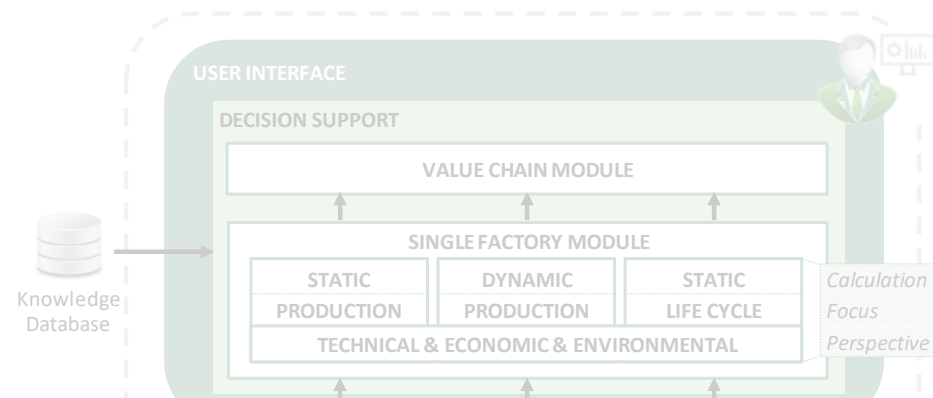 USER INTERFACE
DECISION SUPPORT
VALUE CHAIN MODULE
SINGLE FACTORY MODULE
STATIC DYNAMIC STATIC Calculation
PRODUCTION PRODUCTION LIFE CYCLE Focus
TECHNICAL & ECONOMIC & ENVIRONMENTAL Perspective
Knowledge
Database